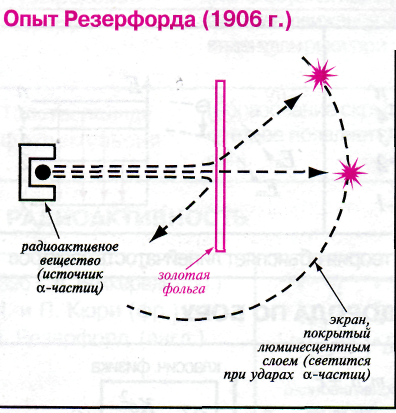 Опыт Резерфорда (1906 г.)
радиоактивное
вещество
(источник
α-частиц)
золотая
фольга
экран,
покрытый
люминесцентным
слоем (светится
при ударах α-частиц)